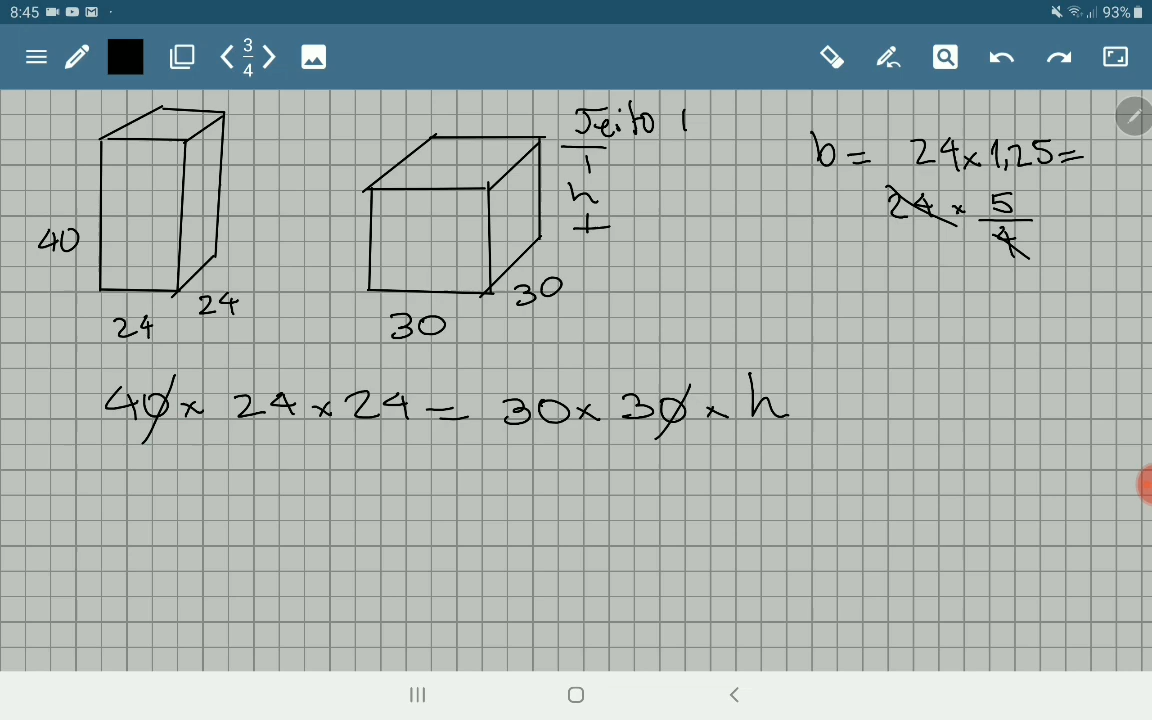 8:45
93%
3
4
Jeito 1
b = 24 × 1,25 =
24 × 5/4
h
40
24
24
30
30
40 × 24 × 24 = 30 × 30 × h